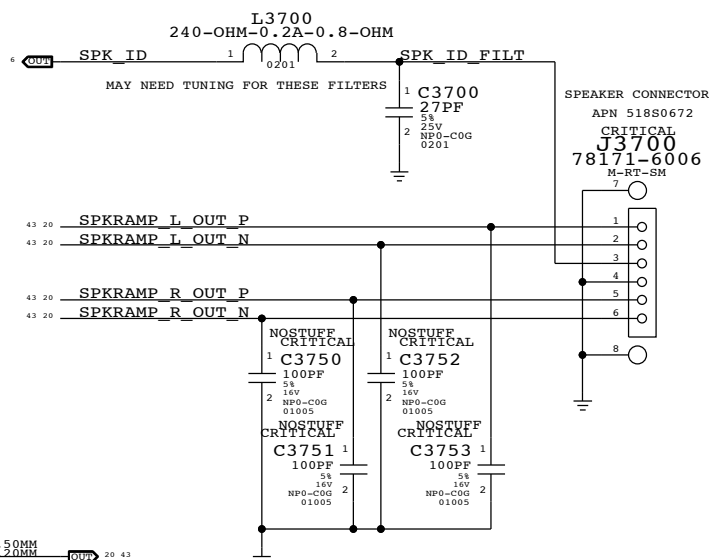 L3700
240-OHM-0.2A-0.8-OHM
6 OUT SPK_ID 1 2 SPK_ID_FILT
0201
MAY NEED TUNING FOR THESE FILTERS
1 C3700
27PF
5%
25V
2 NP0-C0G
0201
SPEAKER CONNECTOR
APN 518S0672
CRITICAL
J3700
78171-6006
M-RT-SM
7
43 20 SPKRAMP_L_OUT_P 1
43 20 SPKRAMP_L_OUT_N 2
3
4
43 20 SPKRAMP_R_OUT_P 5
43 20 SPKRAMP_R_OUT_N 6
8
NOSTUFF
CRITICAL
1 C3750
100PF
5%
16V
2 NP0-C0G
01005
NOSTUFF
CRITICAL
1 C3752
100PF
5%
16V
2 NP0-C0G
01005
NOSTUFF
CRITICAL
C3751 1
100PF
5%
16V
NP0-C0G 2
01005
NOSTUFF
CRITICAL
C3753 1
100PF
5%
16V
NP0-C0G 2
01005
.50MM
.20MM
OUT 20 43